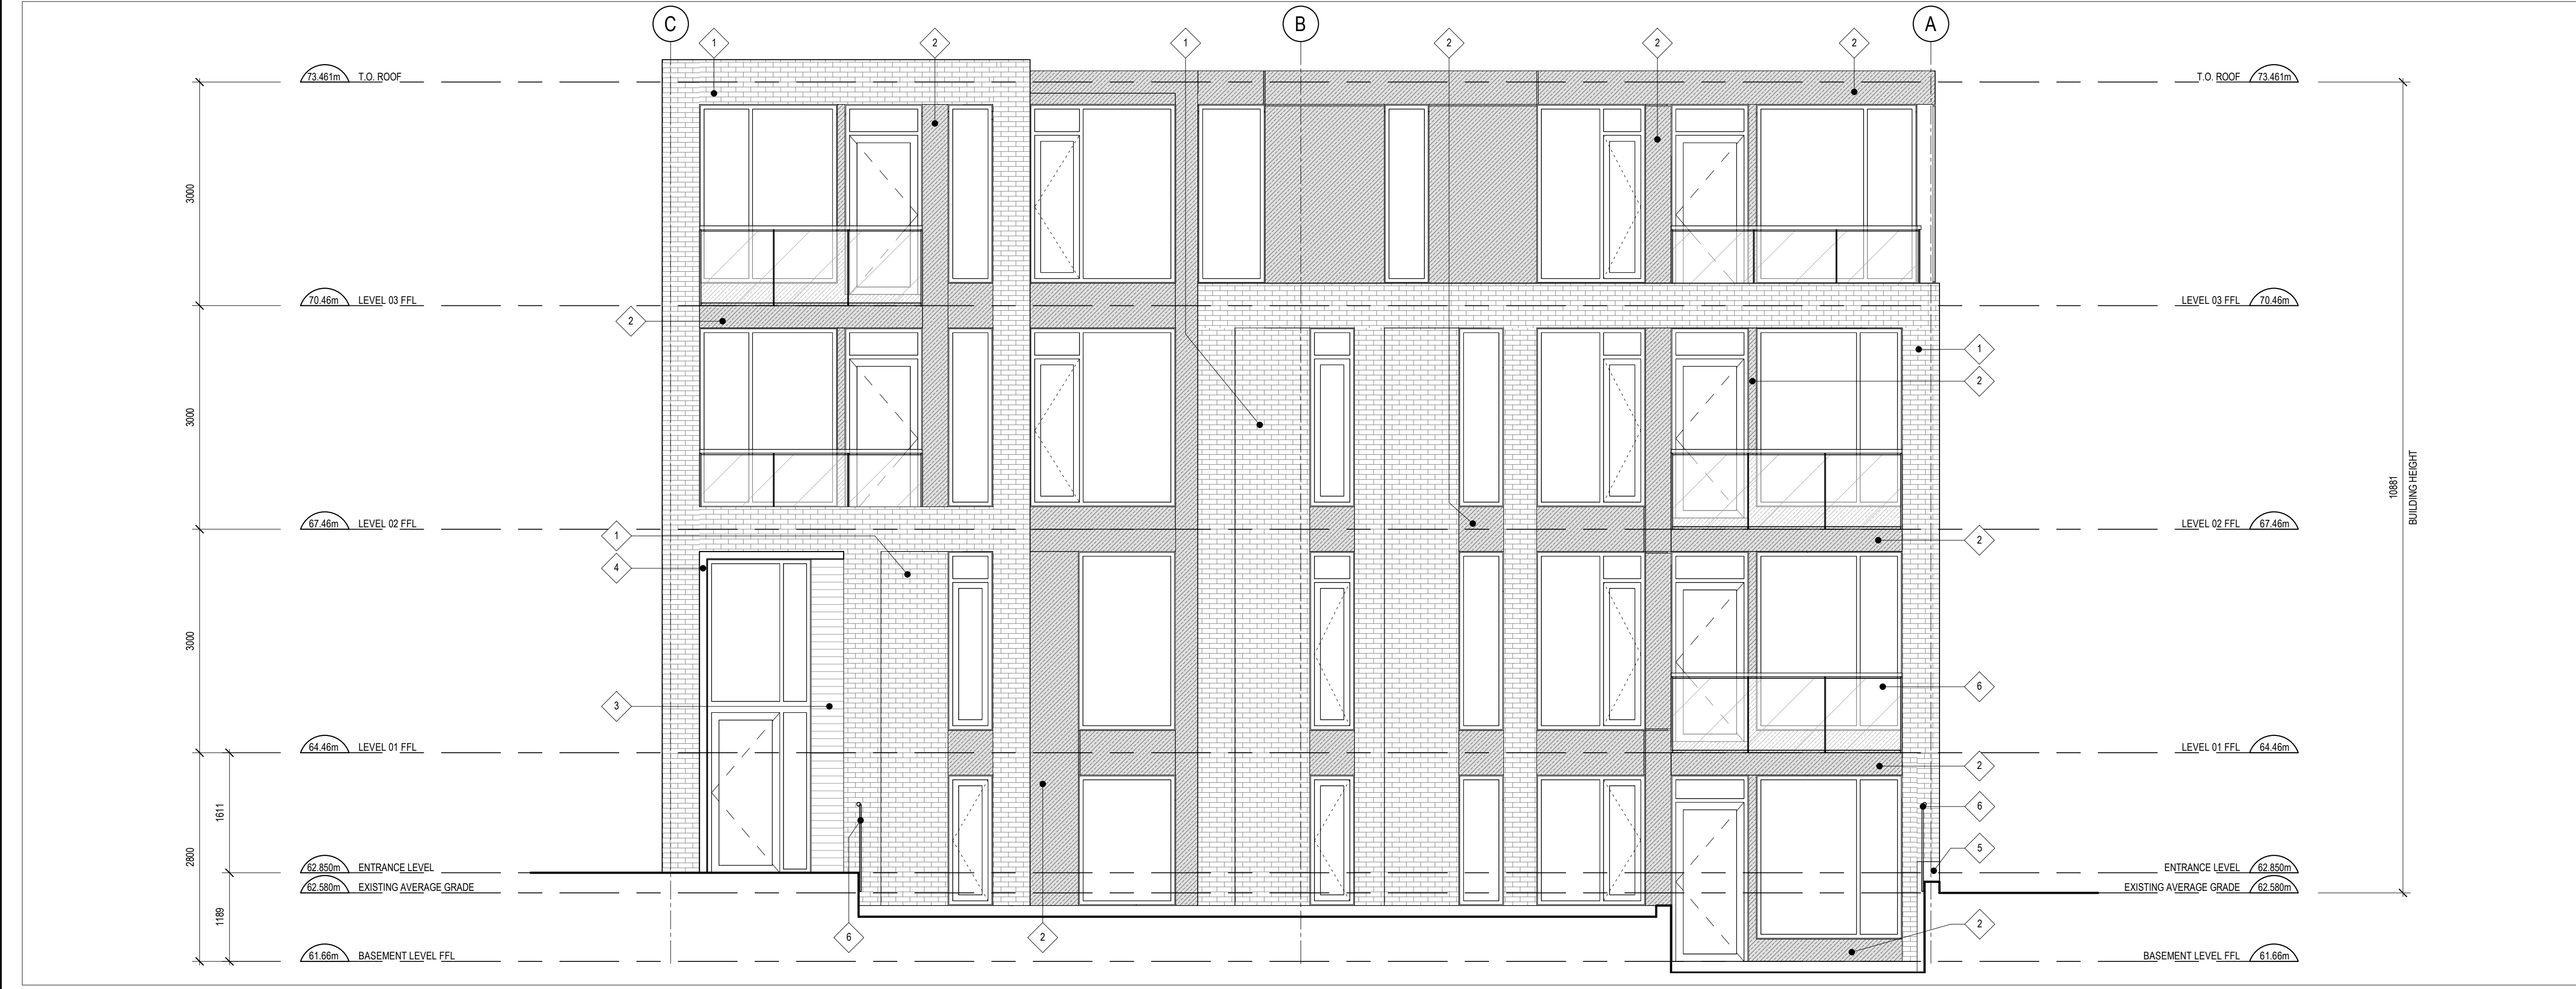 C
B
A
1
2
1
2
2
2
73.461m T.O. ROOF
T.O. ROOF 73.461m
3000
70.46m LEVEL 03 FFL
LEVEL 03 FFL 70.46m
2
1
2
3000
10881
BUILDING HEIGHT
67.46m LEVEL 02 FFL
LEVEL 02 FFL 67.46m
1
2
4
3000
6
3
64.46m LEVEL 01 FFL
LEVEL 01 FFL 64.46m
2
1611
6
2800
5
62.850m ENTRANCE LEVEL
ENTRANCE LEVEL 62.850m
62.580m EXISTING AVERAGE GRADE
EXISTING AVERAGE GRADE 62.580m
1189
2
6
2
61.66m BASEMENT LEVEL FFL
BASEMENT LEVEL FFL 61.66m